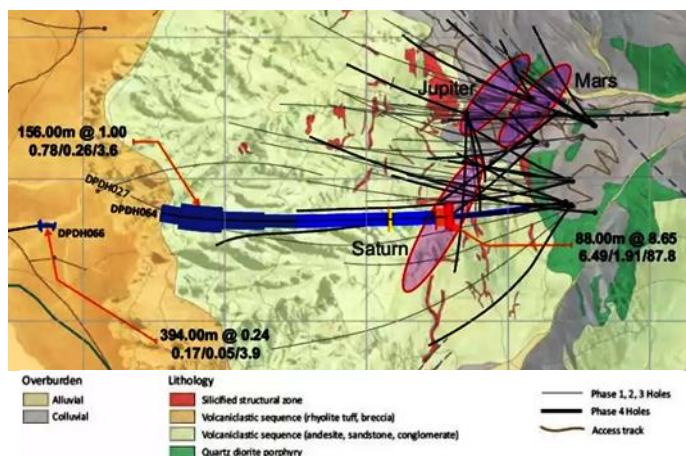 Jupiter
Mars
156.00m @ 1.00
0.78/0.26/3.6
DPDH027
DPDH064
DPDH066
Saturn
88.00m @ 8.65
6.49/1.91/87.8
394.00m @ 0.24
0.17/0.05/3.9
Overburden
Alluvial
Colluvial
Lithology
Silicified structural zone
Volcaniclastic sequence (rhyolite tuff, breccia)
Volcaniclastic sequence (andesite, sandstone, conglomerate)
Quartz diorite porphyry
Phase 1, 2, 3 Holes
Phase 4 Holes
Access track